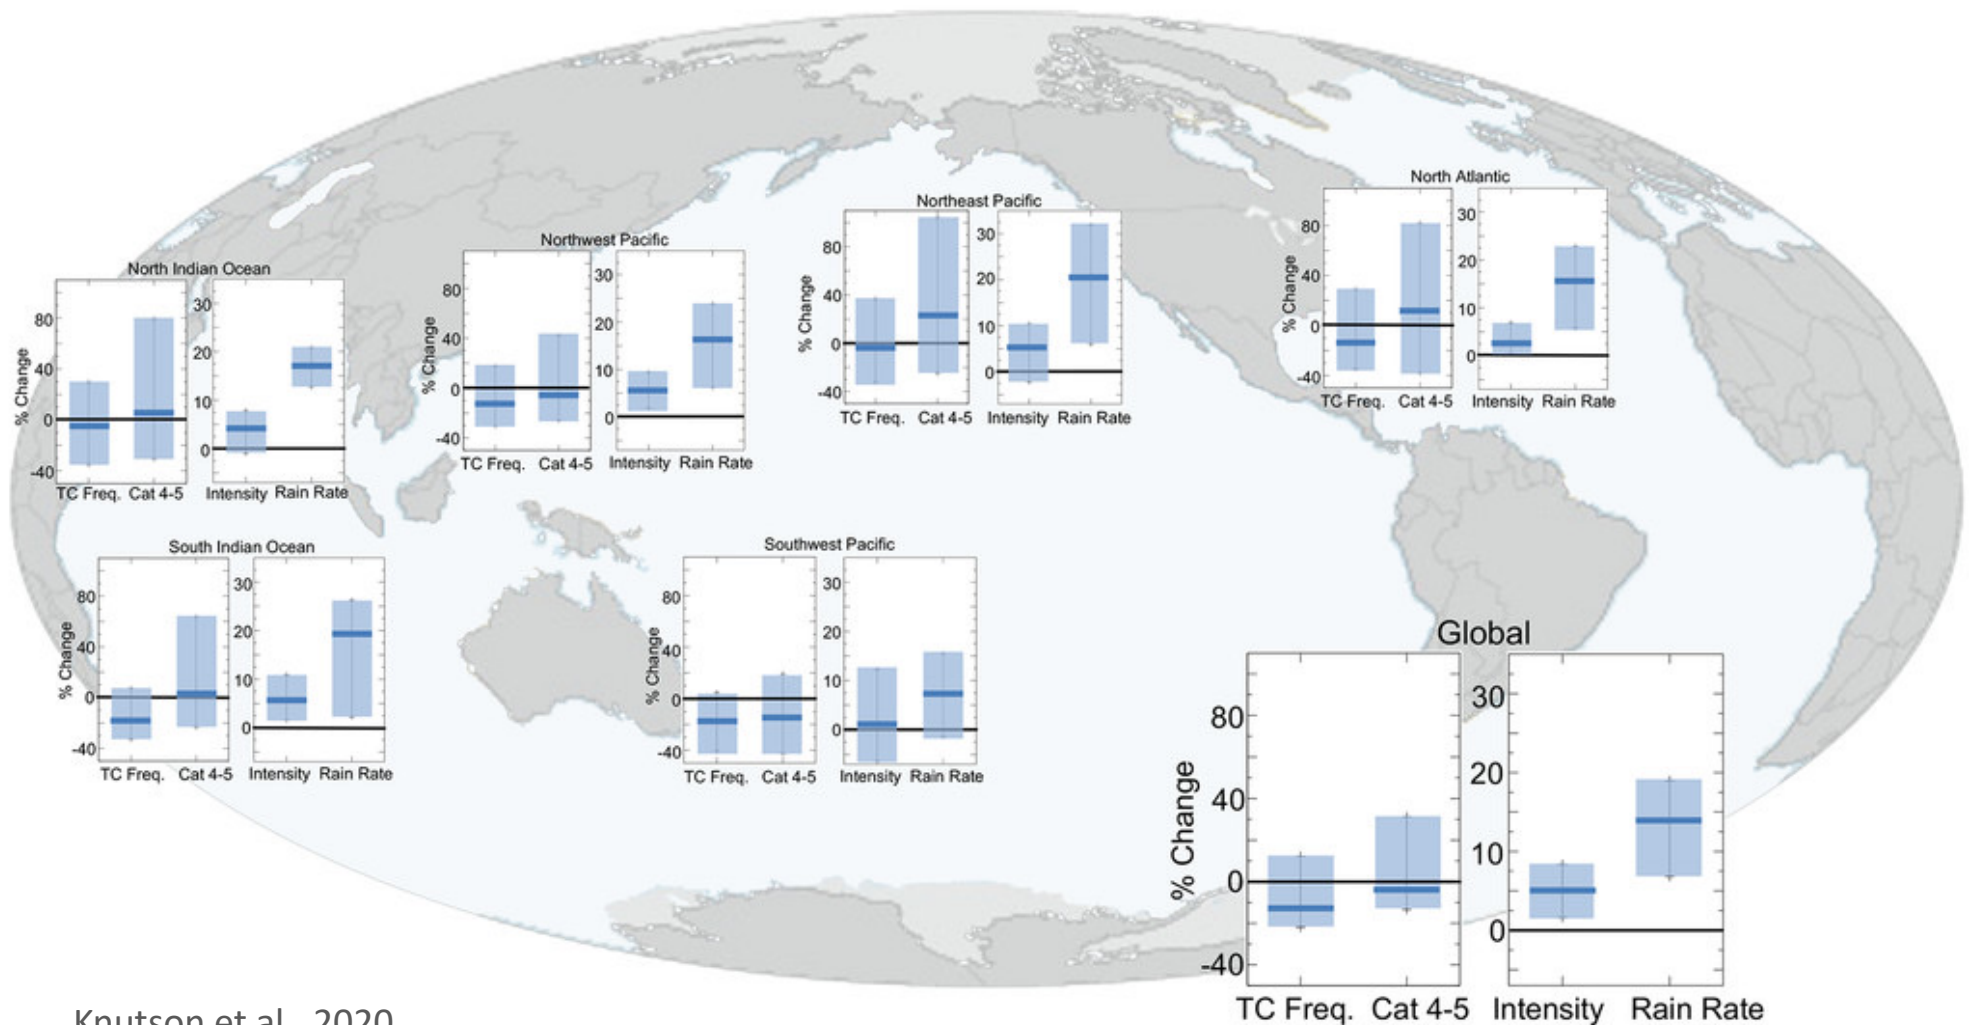 North Atlantic
% Change
80
40
0
-40
30
20
10
0
TC Freq. Cat 4-5 Intensity Rain Rate
Northeast Pacific
% Change
80
40
0
-40
30
20
10
0
TC Freq. Cat 4-5 Intensity Rain Rate
Northwest Pacific
% Change
80
40
0
-40
30
20
10
0
TC Freq. Cat 4-5 Intensity Rain Rate
North Indian Ocean
% Change
80
40
0
-40
30
20
10
0
TC Freq. Cat 4-5 Intensity Rain Rate
South Indian Ocean
% Change
80
40
0
-40
30
20
10
0
TC Freq. Cat 4-5 Intensity Rain Rate
Southwest Pacific
% Change
80
40
0
-40
30
20
10
0
TC Freq. Cat 4-5 Intensity Rain Rate
Global
% Change
80
40
0
-40
30
20
10
0
TC Freq. Cat 4-5 Intensity Rain Rate
Knutson et al., 2020